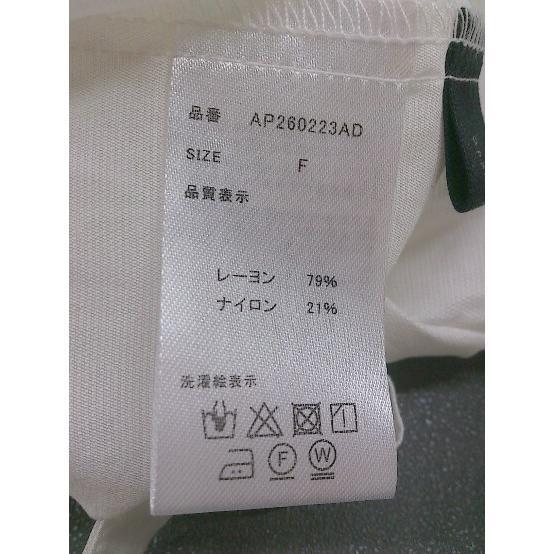 品番 AP260223AD
SIZE F
品質表示
レーヨン 79%
ナイロン 21%
洗濯絵表示
F W